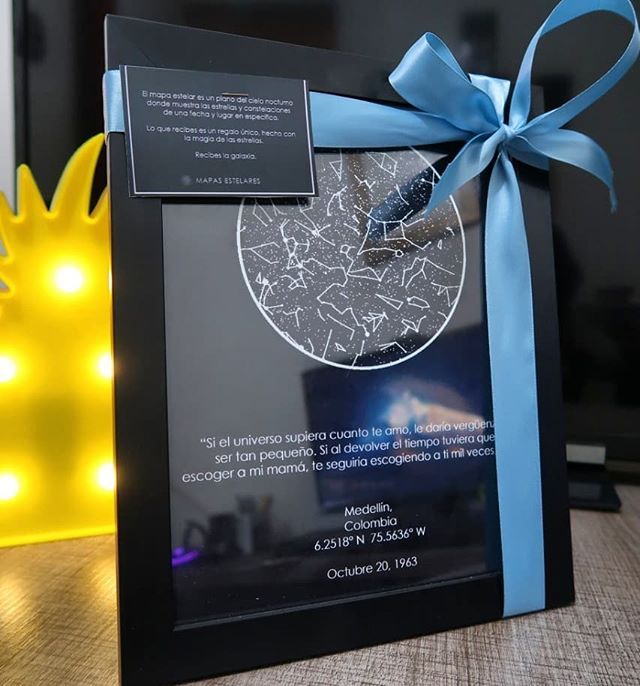 El mapa estelar es un plano del cielo nocturno
donde muestra las estrellas y constelaciones
de una fecha y lugar en específico.
Lo que recibes es un regalo único, hecho con
la magia de las estrellas.
Recibes la galaxia.
MAPAS ESTELARES
“Si el universo supiera cuanto te amo, le daría vergüen
ser tan pequeño. Si al devolver el tiempo tuviera que
escoger a mi mamá, te seguiría escogiendo a ti mil veces
Medellín,
Colombia
6.2518° N 75.5636° W
Octubre 20, 1963